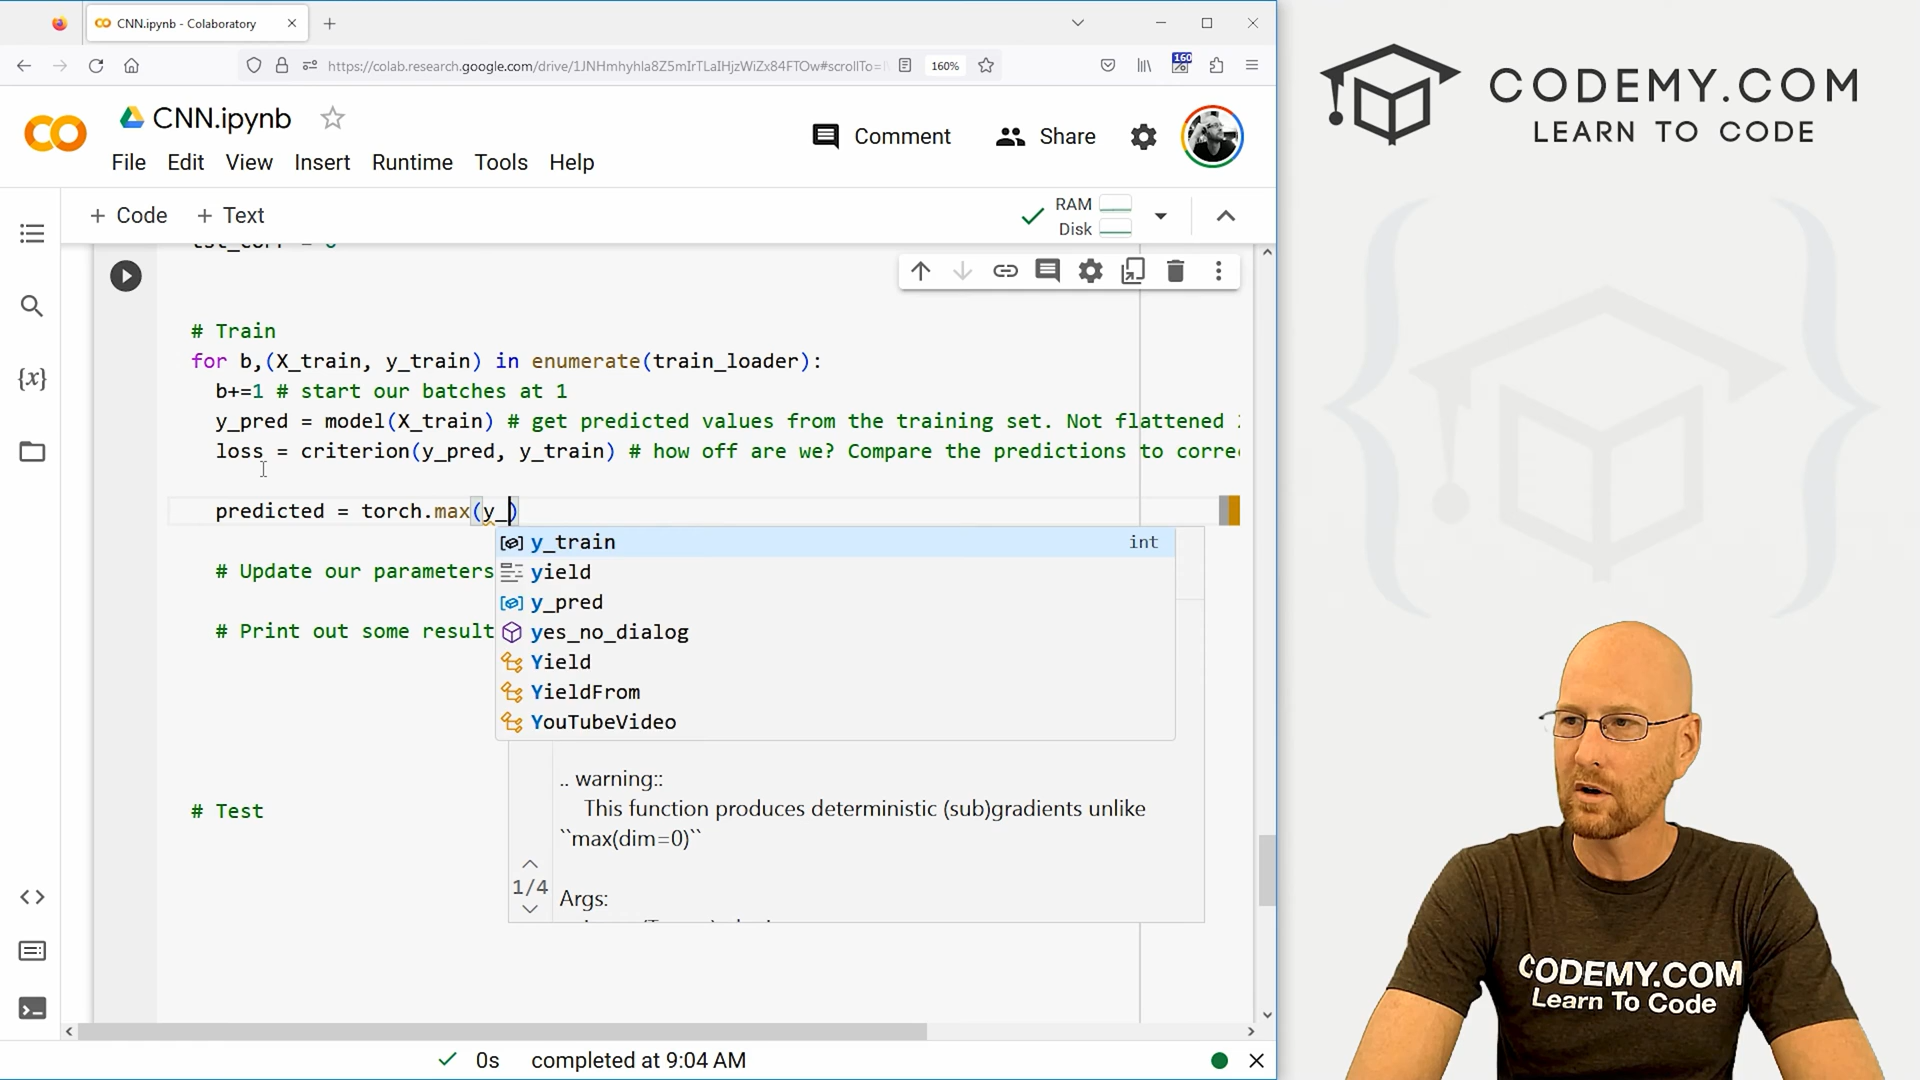 CNN.ipynb - Colaboratory
https://colab.research.google.com/drive/1JNHmhyhla8Z5mIrTLaIHjzWiZx84FTOw#scrollTo=
160%
160
CNN.ipynb
Comment
Share
File Edit View Insert Runtime Tools Help
+ Code + Text
RAM
Disk
# Train
for b,(X_train, y_train) in enumerate(train_loader):
b+=1 # start our batches at 1
y_pred = model(X_train) # get predicted values from the training set. Not flattened
loss = criterion(y_pred, y_train) # how off are we? Compare the predictions to corre
predicted = torch.max(y_)
y_train int
# Update our parameters
yield
y_pred
# Print out some result
yes_no_dialog
Yield
YieldFrom
YouTubeVideo
.. warning::
This function produces deterministic (sub)gradients unlike
``max(dim=0)``
# Test
1/4
Args:
0s completed at 9:04 AM
CODEMY.COM
LEARN TO CODE
CODEMY.COM
Learn To Code